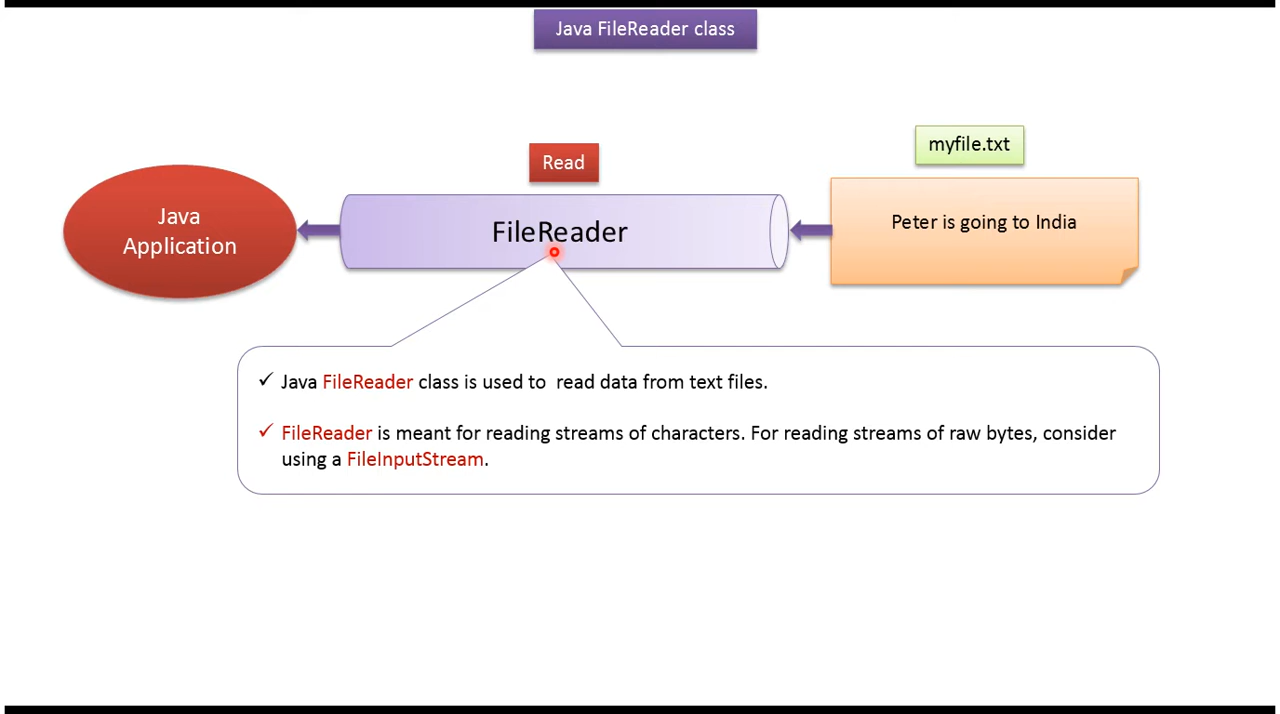 Java FileReader class
myfile.txt
Read
Java
Application
FileReader
Peter is going to India
✓ Java FileReader class is used to  read data from text files.
✓ FileReader is meant for reading streams of characters. For reading streams of raw bytes, consider
using a FileInputStream.